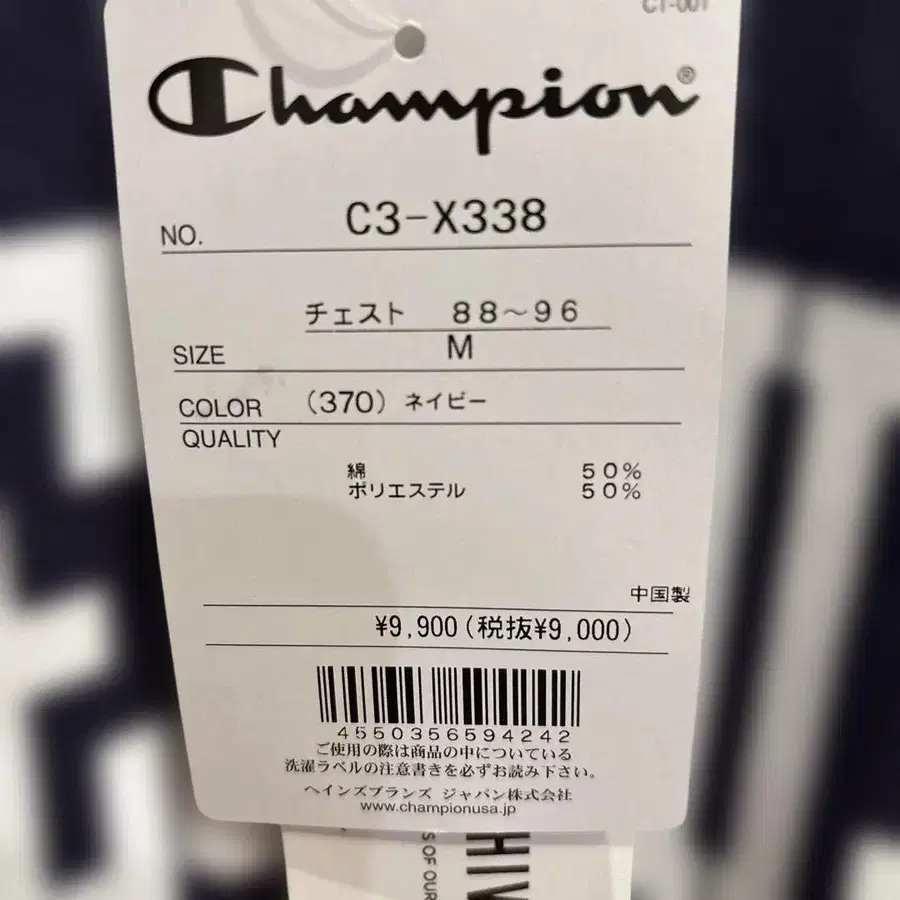 CT-001
Champion®
NO. C3-X338
チェスト 88～96
SIZE M
COLOR (370) ネイビー
QUALITY
綿 50%
ポリエステル 50%
中国製
¥9,900(税抜¥9,000)
4550356594242
ご使用の際は商品の中についている
洗濯ラベルの注意書きを必ずお読み下さい。
ヘインズブランズ ジャパン株式会社
www.championusa.jp
S OF OUR
HIV